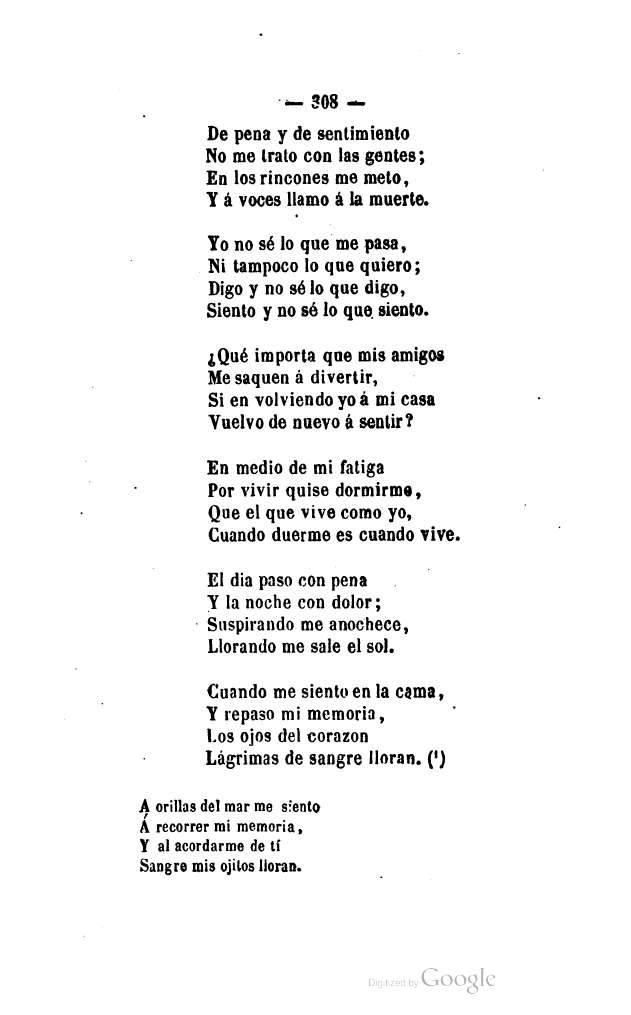 — 308 —
De pena y de sentimiento
No me trato con las gentes;
En los rincones me meto,
Y á voces llamo á la muerte.
Yo no sé lo que me pasa,
Ni tampoco lo que quiero;
Digo y no sé lo que digo,
Siento y no sé lo que siento.
¿Qué importa que mis amigos
Me saquen á divertir,
Si en volviendo yo á mi casa
Vuelvo de nuevo á sentir?
En medio de mi fatiga
Por vivir quise dormirme,
Que el que vive como yo,
Cuando duerme es cuando vive.
El dia paso con pena
Y la noche con dolor;
Suspirando me anochece,
Llorando me sale el sol.
Cuando me siento en la cama,
Y repaso mi memoria,
Los ojos del corazon
Lágrimas de sangre lloran. (¹)
A orillas del mar me siento
Á recorrer mi memoria,
Y al acordarme de tí
Sangre mis ojitos lloran.
Digitized by Google